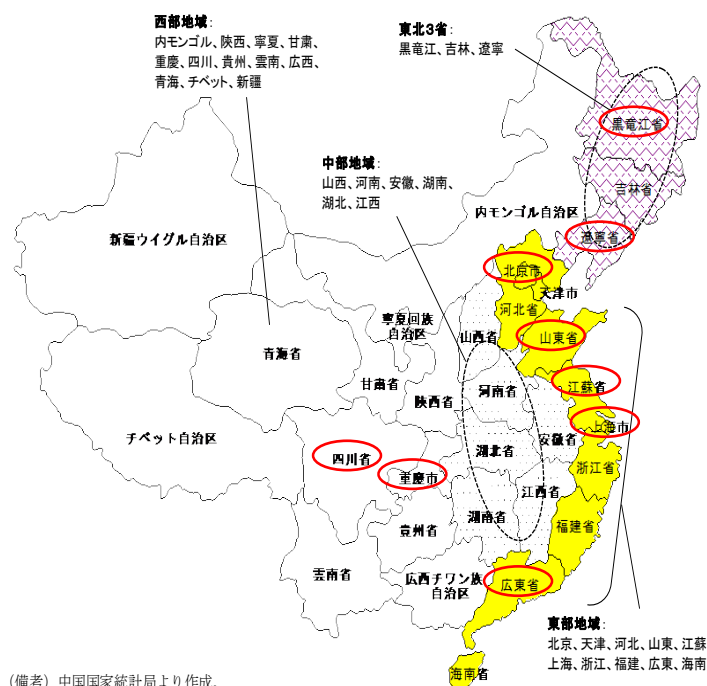 西部地域:
内モンゴル、陝西、寧夏、甘粛、
重慶、四川、貴州、雲南、広西、
青海、チベット、新疆
東北3省:
黒竜江、吉林、遼寧
中部地域:
山西、河南、安徽、湖南、
湖北、江西
黒竜江省
吉林省
内モンゴル自治区
遼寧省
新疆ウイグル自治区
北京市
天津市
河北省
寧夏回族
自治区
山西省
山東省
青海省
甘粛省
陝西省
河南省
江蘇省
チベット自治区
安徽省
上海市
四川省
湖北省
重慶市
浙江省
江西省
湖南省
貴州省
福建省
雲南省
広西チワン族
自治区
広東省
東部地域:
北京、天津、河北、山東、江蘇
上海、浙江、福建、広東、海南
海南省
(備考)中国国家統計局より作成.